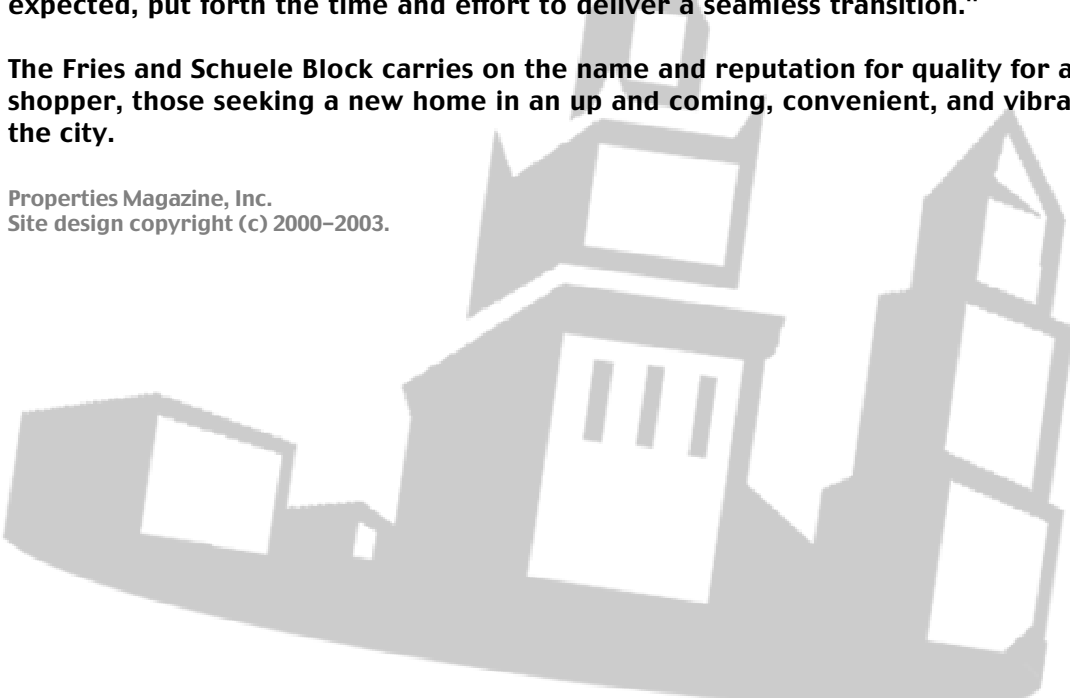 expected, put forth the time and effort to deliver a seamless transition."
The Fries and Schuele Block carries on the name and reputation for quality for a
shopper, those seeking a new home in an up and coming, convenient, and vibra
the city.
Properties Magazine, Inc.
Site design copyright (c) 2000-2003.